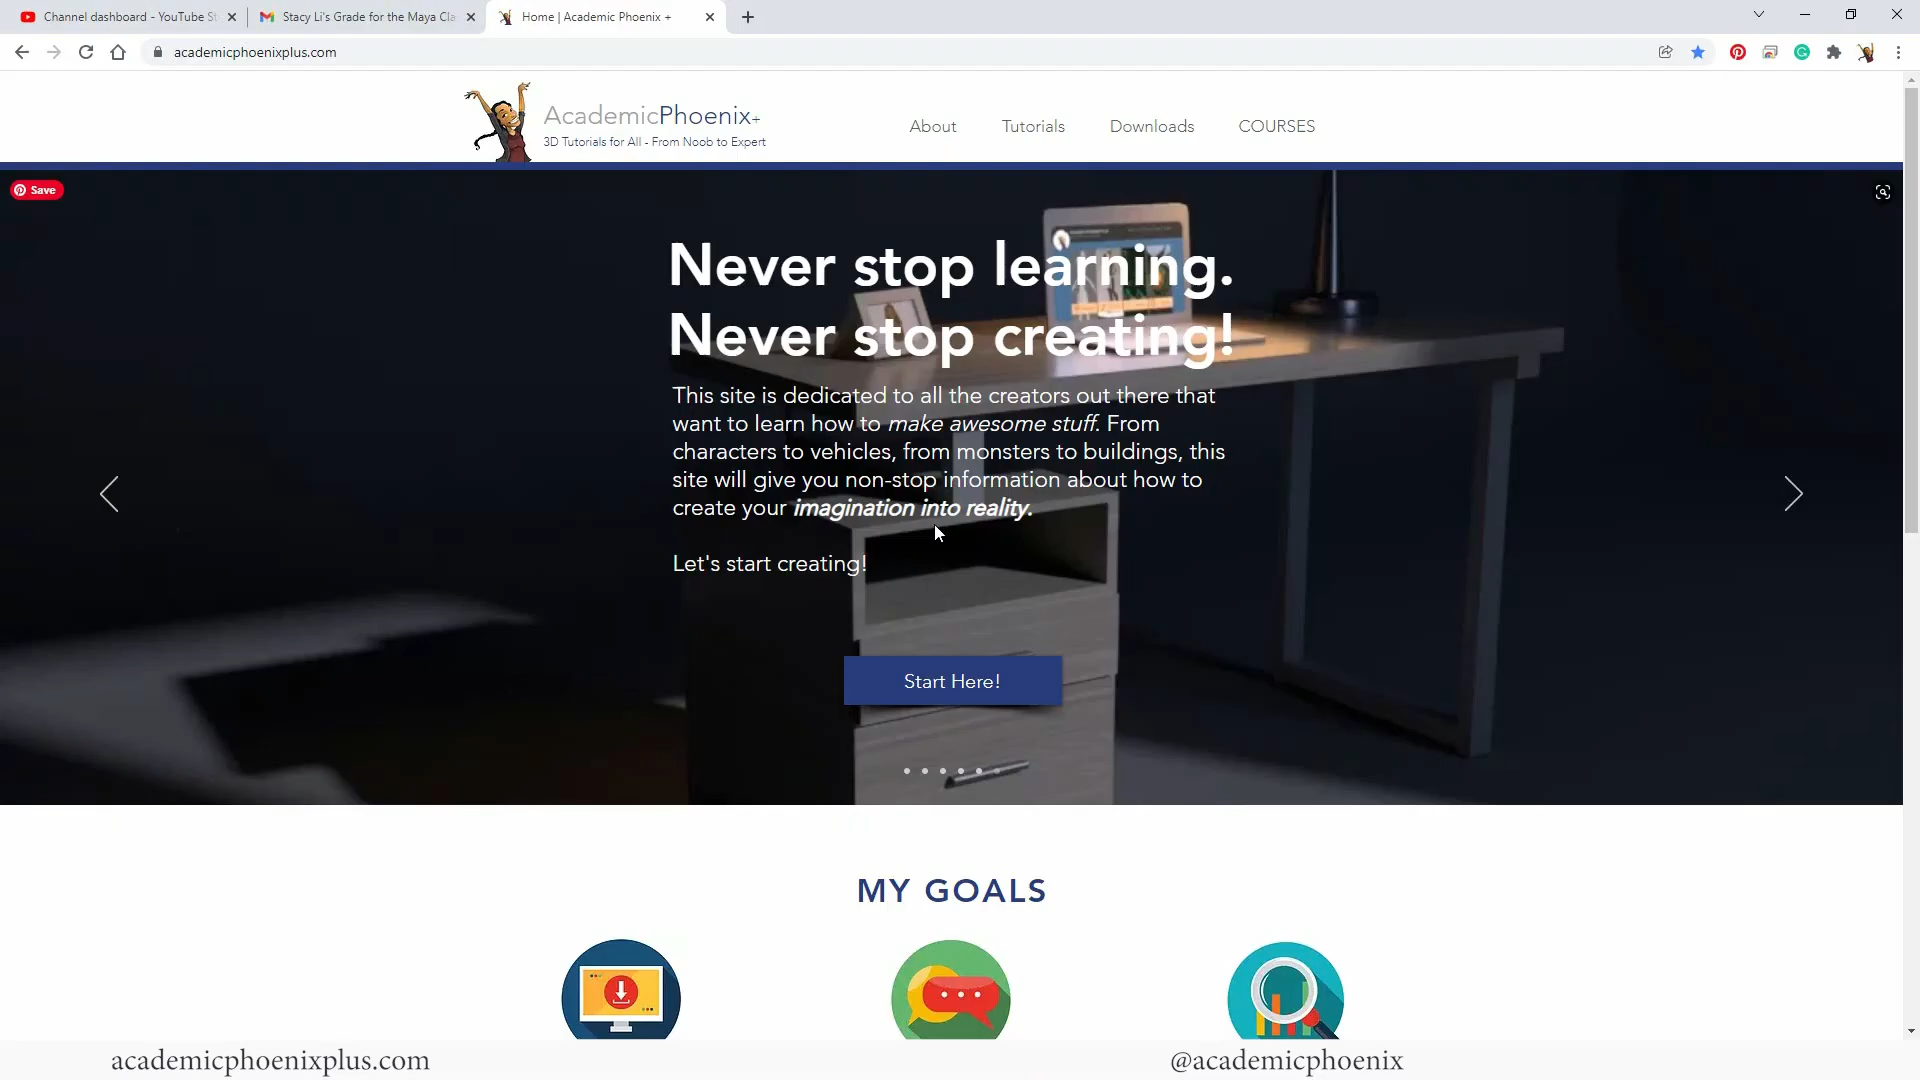 Channel dashboard - YouTube St
Stacy Li's Grade for the Maya Cla
Home | Academic Phoenix +
academicphoenixplus.com
AcademicPhoenix+
3D Tutorials for All - From Noob to Expert
About
Tutorials
Downloads
COURSES
Save
Never stop learning.
Never stop creating!
This site is dedicated to all the creators out there that
want to learn how to make awesome stuff. From
characters to vehicles, from monsters to buildings, this
site will give you non-stop information about how to
create your imagination into reality.
Let's start creating!
Start Here!
MY GOALS
academicphoenixplus.com
@academicphoenix